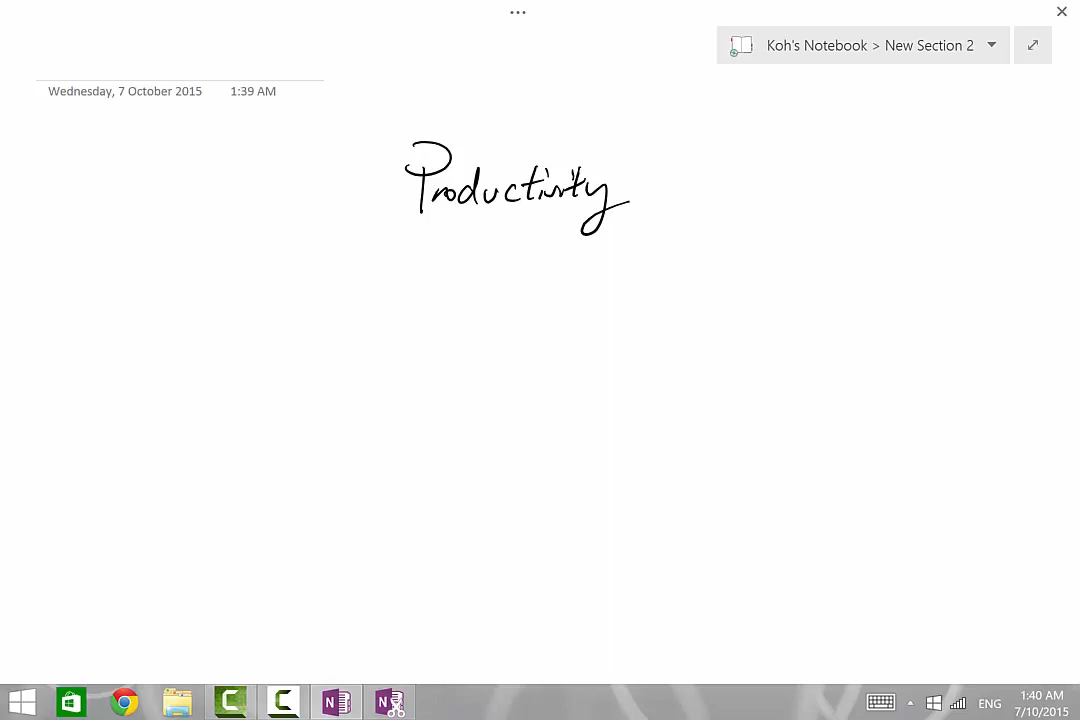 Koh's Notebook > New Section 2
Wednesday, 7 October 2015 1:39 AM
Productivity
ENG
1:40 AM
7/10/2015